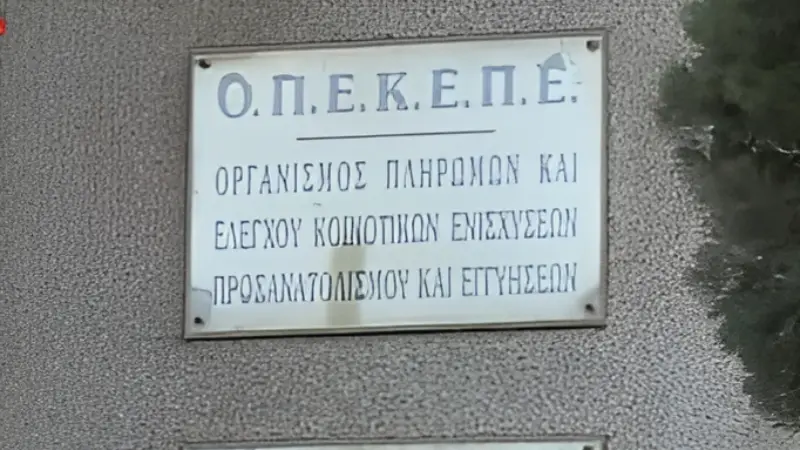 Ο.Π.Ε.Κ.Ε.Π.Ε.
ΟΡΓΑΝΙΣΜΟΣ ΠΛΗΡΩΜΩΝ ΚΑΙ
ΕΛΕΓΧΟΥ ΚΟΙΝΟΤΙΚΩΝ ΕΝΙΣΧΥΣΕΩΝ
ΠΡΟΣΑΝΑΤΟΛΙΣΜΟΥ ΚΑΙ ΕΓΓΥΗΣΕΩΝ